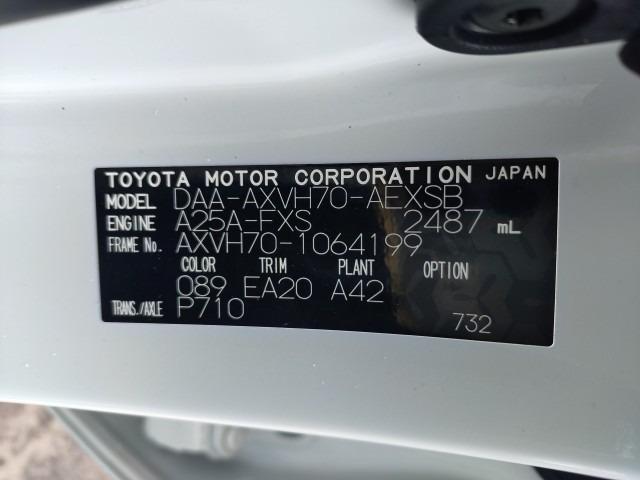 TOYOTA MOTOR CORPORATION JAPAN
MODEL DAA-AXVH70-AEXSB
ENGINE A25A-FXS 2487 mL
FRAME No. AXVH70-1064199
COLOR TRIM PLANT OPTION
089 EA20 A42
TRANS./AXLE P710
732